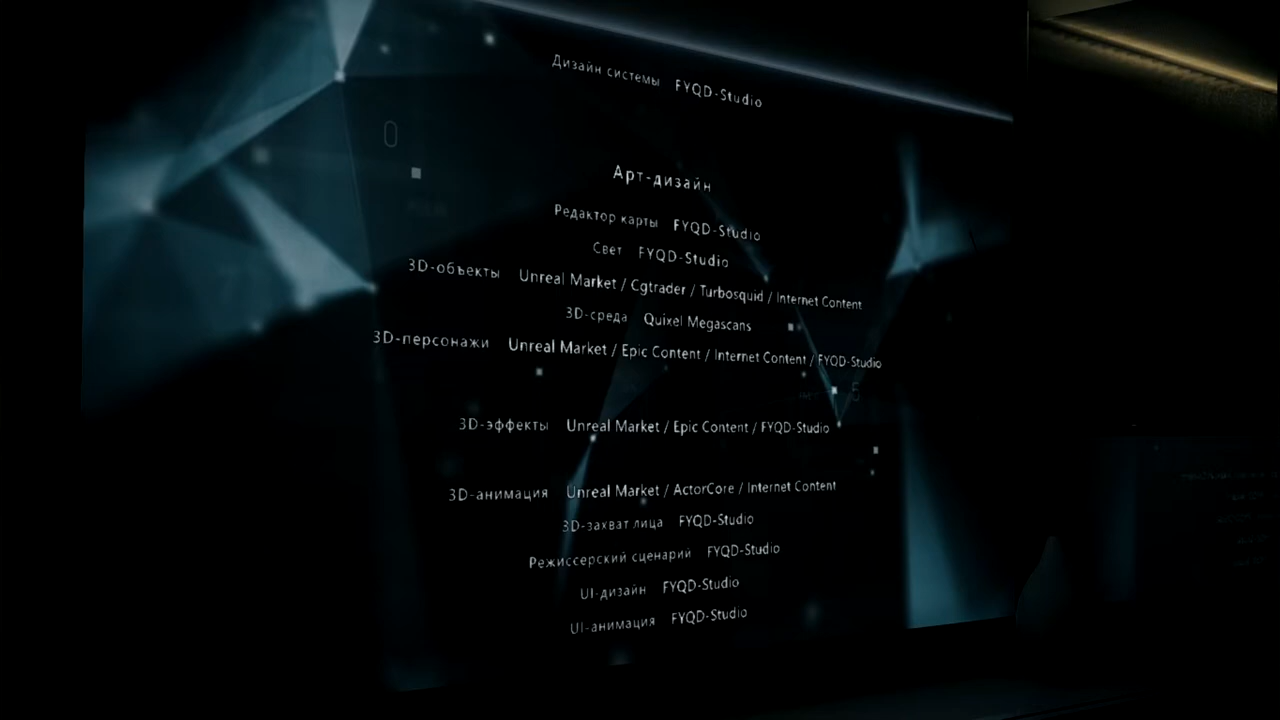 Дизайн системы FYQD-Studio
Арт-дизайн
Редактор карты FYQD-Studio
Свет FYQD-Studio
3D-объекты Unreal Market / Cgtrader / Turbosquid / Internet Content
3D-среда Quixel Megascans
3D-персонажи Unreal Market / Epic Content / Internet Content / FYQD-Studio
3D-эффекты Unreal Market / Epic Content / FYQD-Studio
3D-анимация Unreal Market / ActorCore / Internet Content
3D-захват лица FYQD-Studio
Режиссерский сценарий FYQD-Studio
UI-дизайн FYQD-Studio
UI-анимация FYQD-Studio
0
5